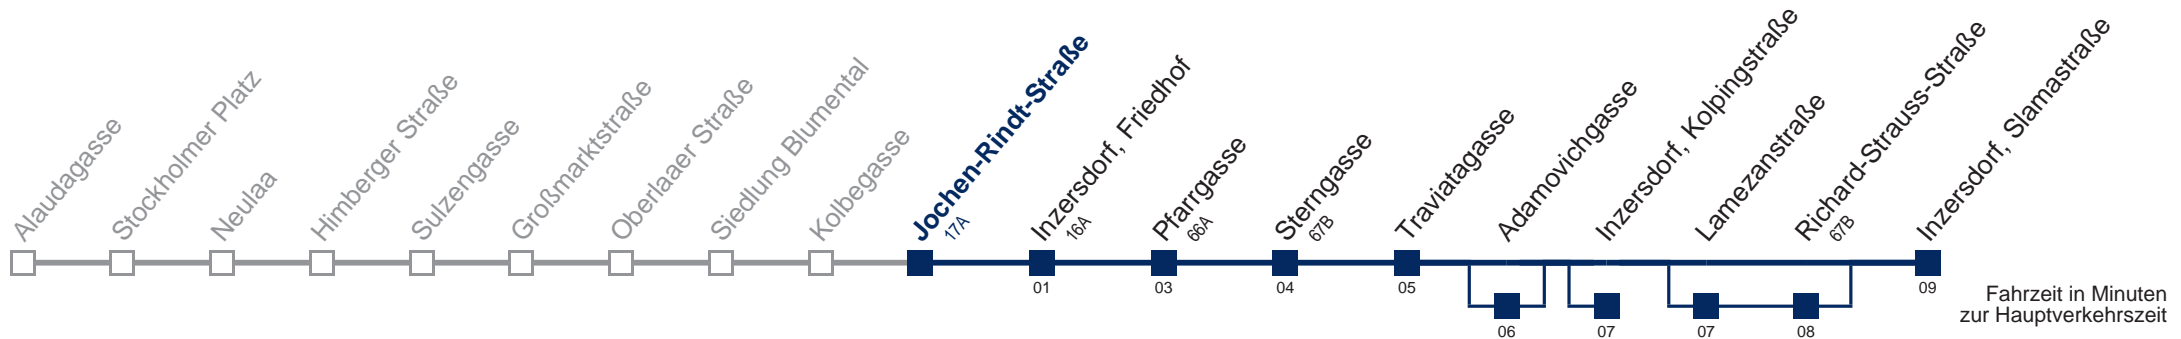 Alaudagasse
Stockholmer Platz
Neulaa
Himberger Straße
Sulzengasse
Großmarktstraße
Oberlaaer Straße
Siedlung Blumental
Kolbegasse
Jochen-Rindt-Straße
17A
Inzersdorf, Friedhof
16A
Pfarrgasse
66A
Sterngasse
67B
Traviatagasse
Adamovichgasse
Inzersdorf, Kolpingstraße
Lamezanstraße
Richard-Strauss-Straße
67B
Inzersdorf, Slamastraße
01
03
04
05
09
06
07
07
08
Fahrzeit in Minuten
zur Hauptverkehrszeit